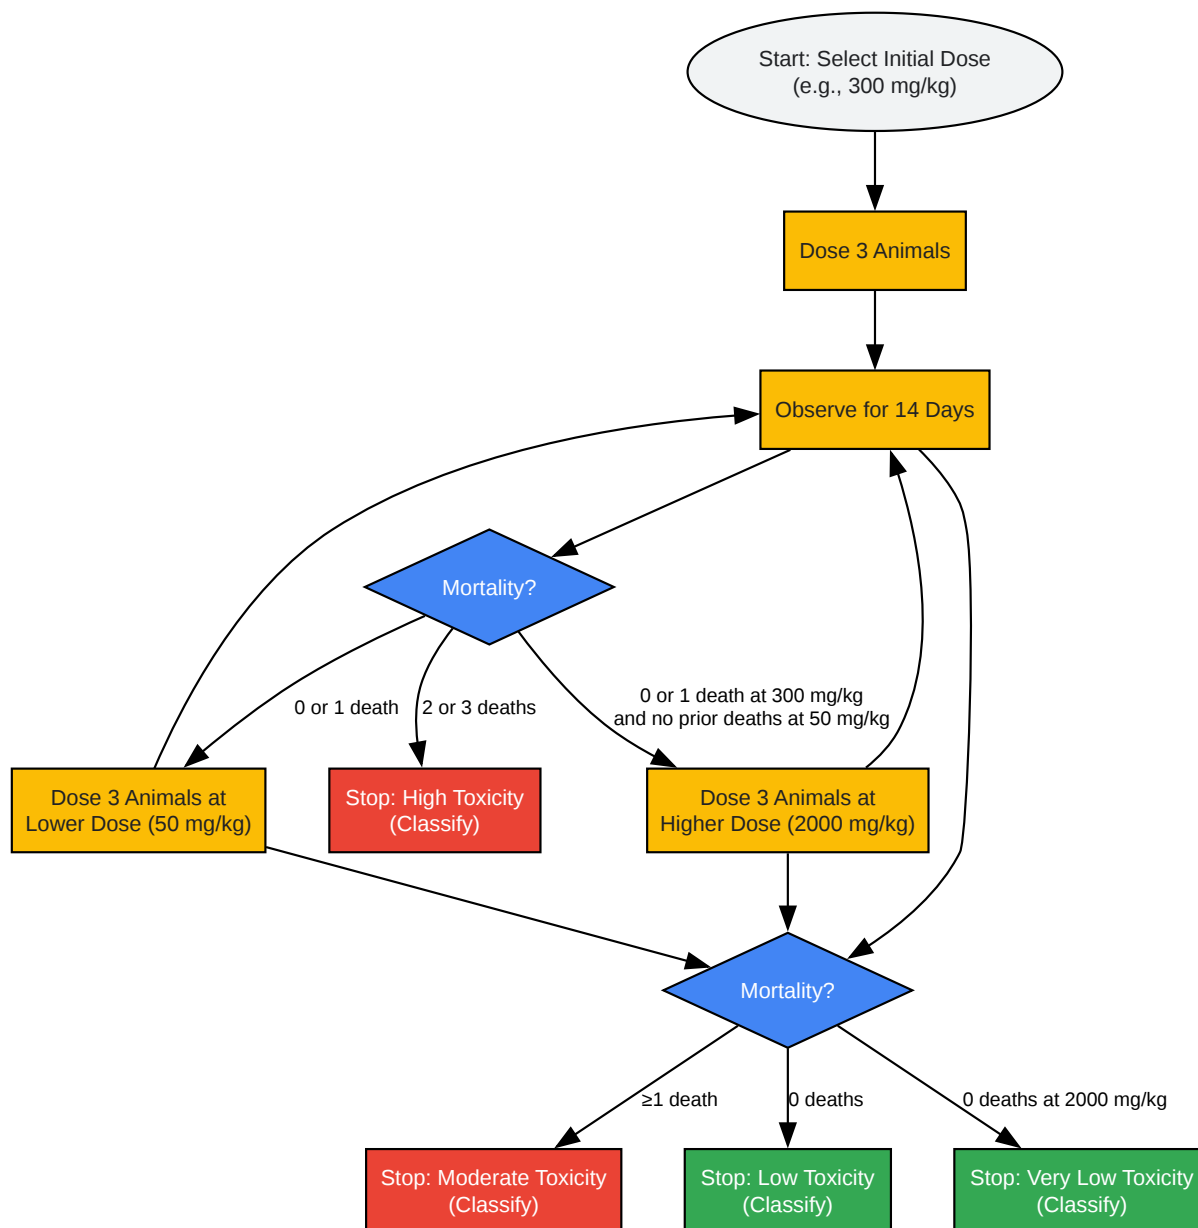 Start: Select Initial Dose
(e.g., 300 mg/kg)
Dose 3 Animals
Observe for 14 Days
Mortality?
0 or 1 death
2 or 3 deaths
0 or 1 death at 300 mg/kg
and no prior deaths at 50 mg/kg
Dose 3 Animals at
Lower Dose (50 mg/kg)
Stop: High Toxicity
(Classify)
Dose 3 Animals at
Higher Dose (2000 mg/kg)
Mortality?
≥1 death
0 deaths
0 deaths at 2000 mg/kg
Stop: Moderate Toxicity
(Classify)
Stop: Low Toxicity
(Classify)
Stop: Very Low Toxicity
(Classify)